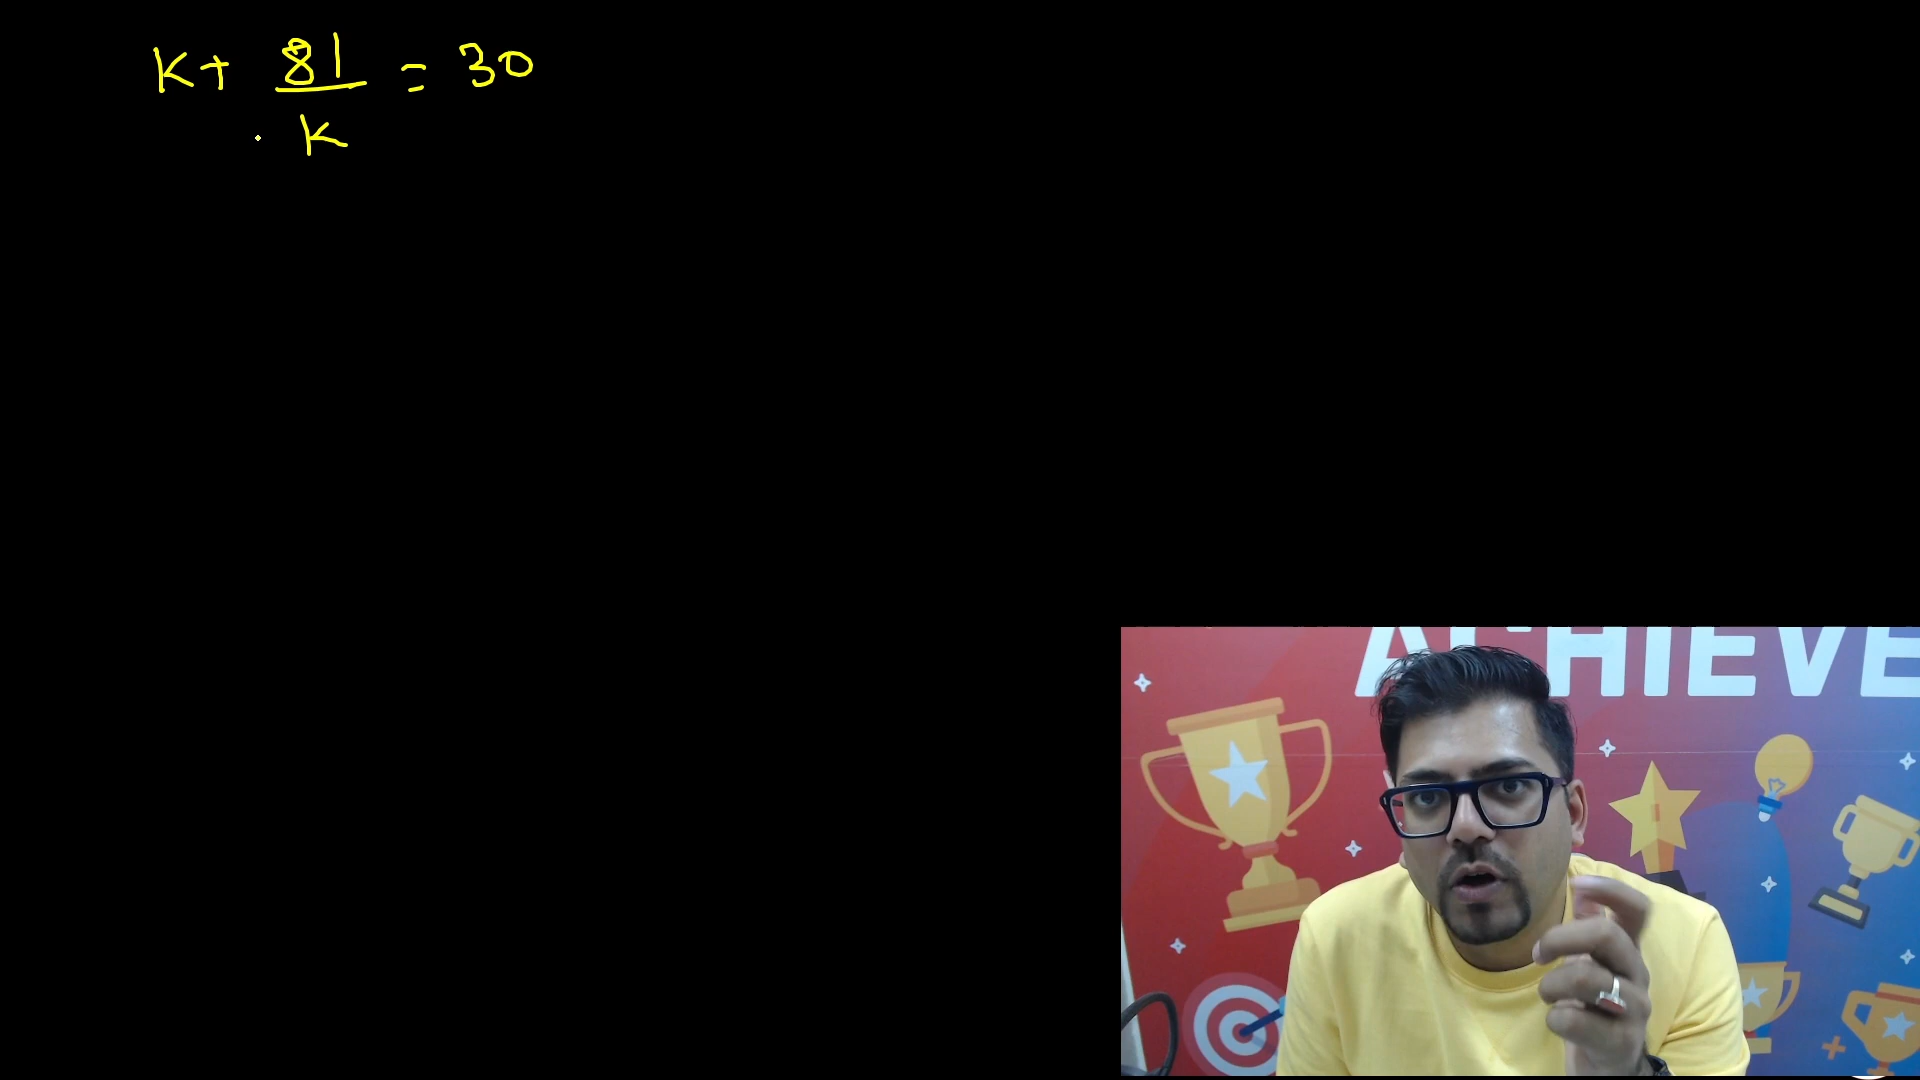 K + 81/K = 30
ACHIEVE